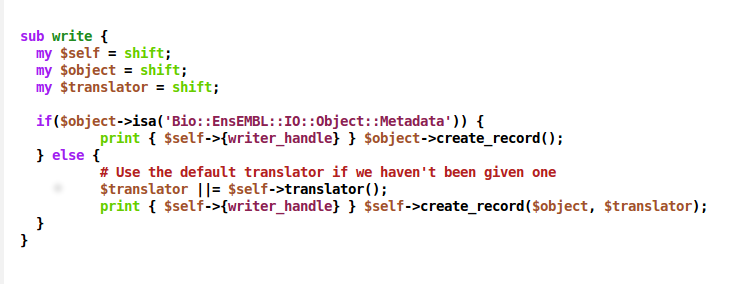 sub write {
  my $self = shift;
  my $object = shift;
  my $translator = shift;

  if($object->isa('Bio::EnsEMBL::IO::Object::Metadata')) {
          print { $self->{writer_handle} } $object->create_record();
  } else {
          # Use the default translator if we haven't been given one
          $translator ||= $self->translator();
          print { $self->{writer_handle} } $self->create_record($object, $translator);
  }
}